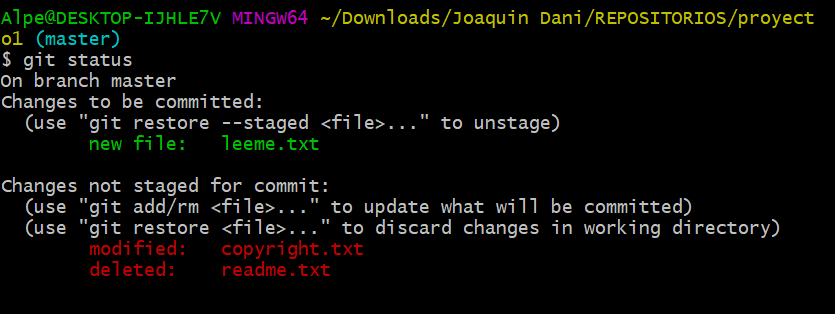 Alpe@DESKTOP-IJHLE7V MINGW64 ~/Downloads/Joaquin Dani/REPOSITORIOS/proyect
o1 (master)
$ git status
On branch master
Changes to be committed:
  (use "git restore --staged <file>..." to unstage)
        new file:   leeme.txt

Changes not staged for commit:
  (use "git add/rm <file>..." to update what will be committed)
  (use "git restore <file>..." to discard changes in working directory)
        modified:   copyright.txt
        deleted:    readme.txt